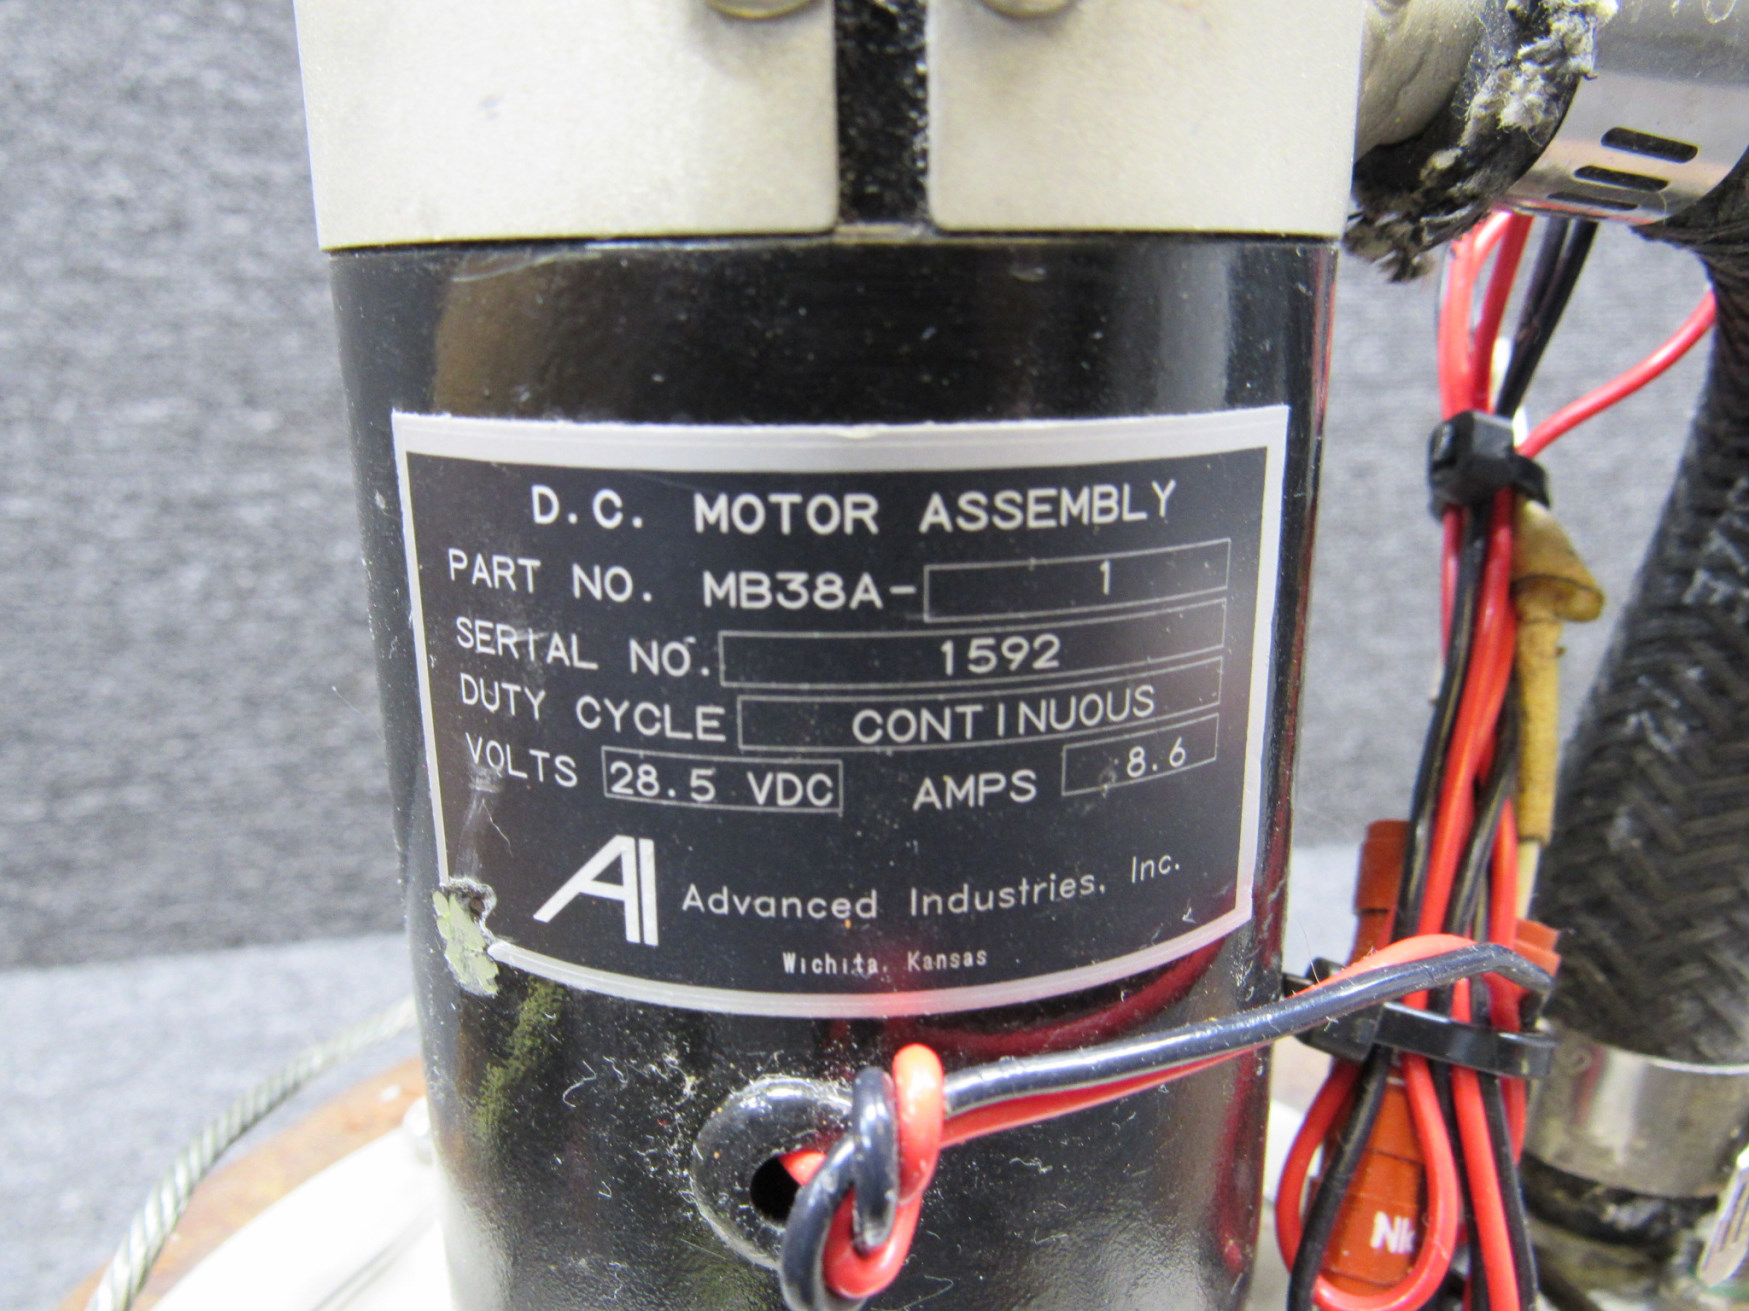 D.C. MOTOR ASSEMBLY
PART NO. MB38A- 1
SERIAL NO. 1592
DUTY CYCLE CONTINUOUS
VOLTS 28.5 VDC AMPS 8.6
AI Advanced Industries, Inc.
Wichita, Kansas